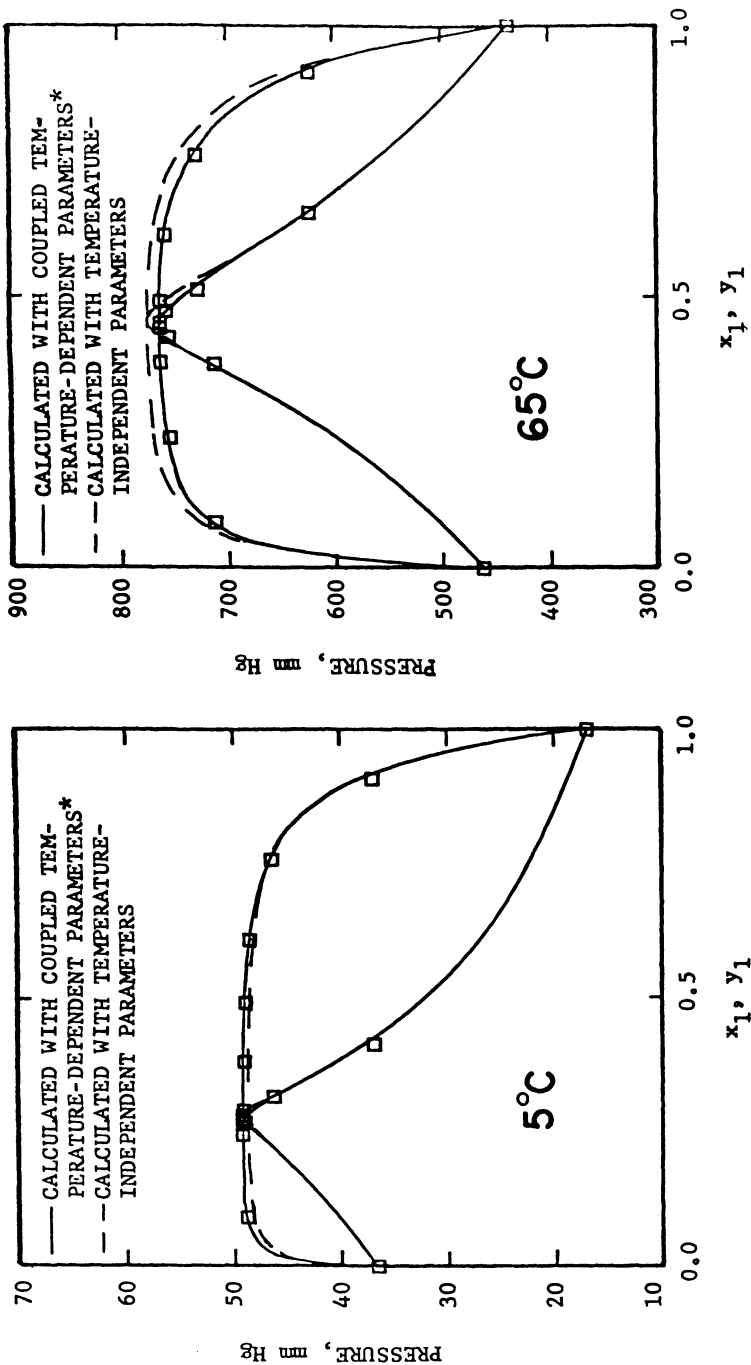 70
60
50
40
30
20
10
PRESSURE, mm Hg
CALCULATED WITH COUPLED TEM-
PERATURE-DEPENDENT PARAMETERS*
CALCULATED WITH TEMPERATURE-
INDEPENDENT PARAMETERS
5°C
0.0
0.5
1.0
x1, y1
900
800
700
600
500
400
300
PRESSURE, mm Hg
CALCULATED WITH COUPLED TEM-
PERATURE-DEPENDENT PARAMETERS*
CALCULATED WITH TEMPERATURE-
INDEPENDENT PARAMETERS
65°C
0.0
0.5
1.0
x1, y1